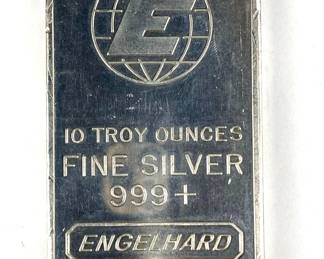 E
10 TROY OUNCES
FINE SILVER
999+
ENGELHARD